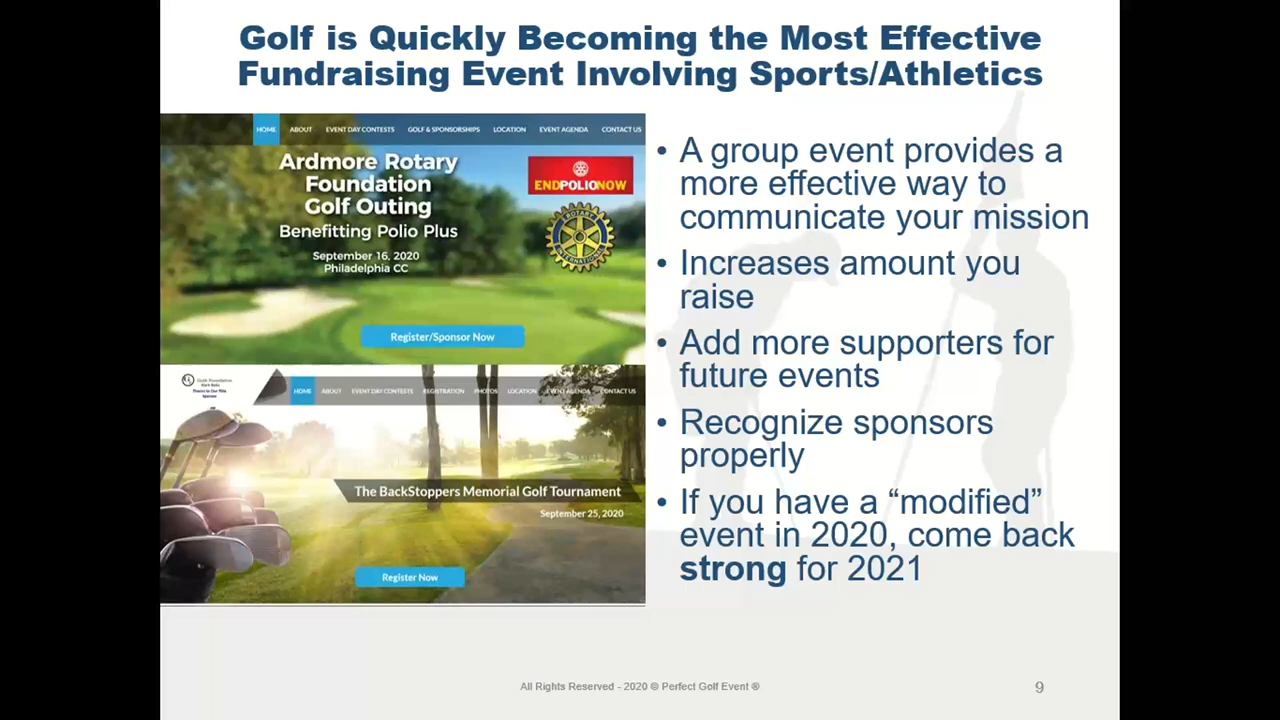 Golf is Quickly Becoming the Most Effective
Fundraising Event Involving Sports/Athletics
HOME ABOUT EVENT DAY CONTESTS GOLF & SPONSORSHIPS LOCATION EVENT AGENDA CONTACT US
Ardmore Rotary
Foundation
Golf Outing
Benefitting Polio Plus
September 16, 2020
Philadelphia CC
END POLIO NOW
ROTARY
INTERNATIONAL
Register/Sponsor Now
HOME ABOUT EVENT DAY CONTESTS REGISTRATION PHOTOS LOCATION EVENT AGENDA CONTACT US
The BackStoppers Memorial Golf Tournament
September 25, 2020
Register Now
• A group event provides a
more effective way to
communicate your mission
• Increases amount you
raise
• Add more supporters for
future events
• Recognize sponsors
properly
• If you have a “modified”
event in 2020, come back
strong for 2021
All Rights Reserved - 2020 © Perfect Golf Event ®
9